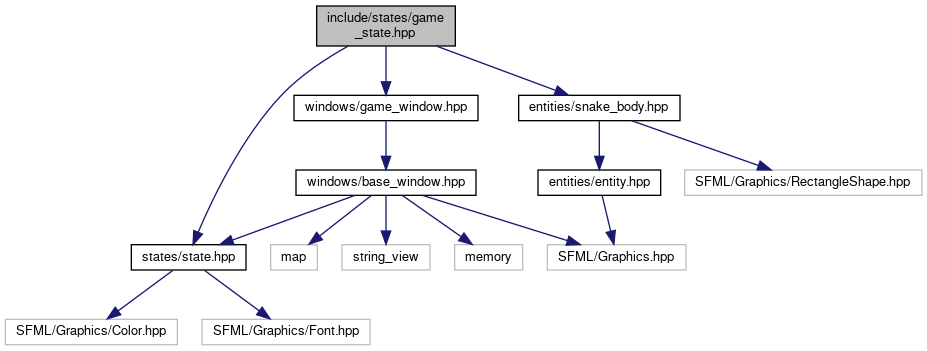 include/states/game
_state.hpp
windows/game_window.hpp
entities/snake_body.hpp
windows/base_window.hpp
entities/entity.hpp
SFML/Graphics/RectangleShape.hpp
states/state.hpp
map
string_view
memory
SFML/Graphics.hpp
SFML/Graphics/Color.hpp
SFML/Graphics/Font.hpp